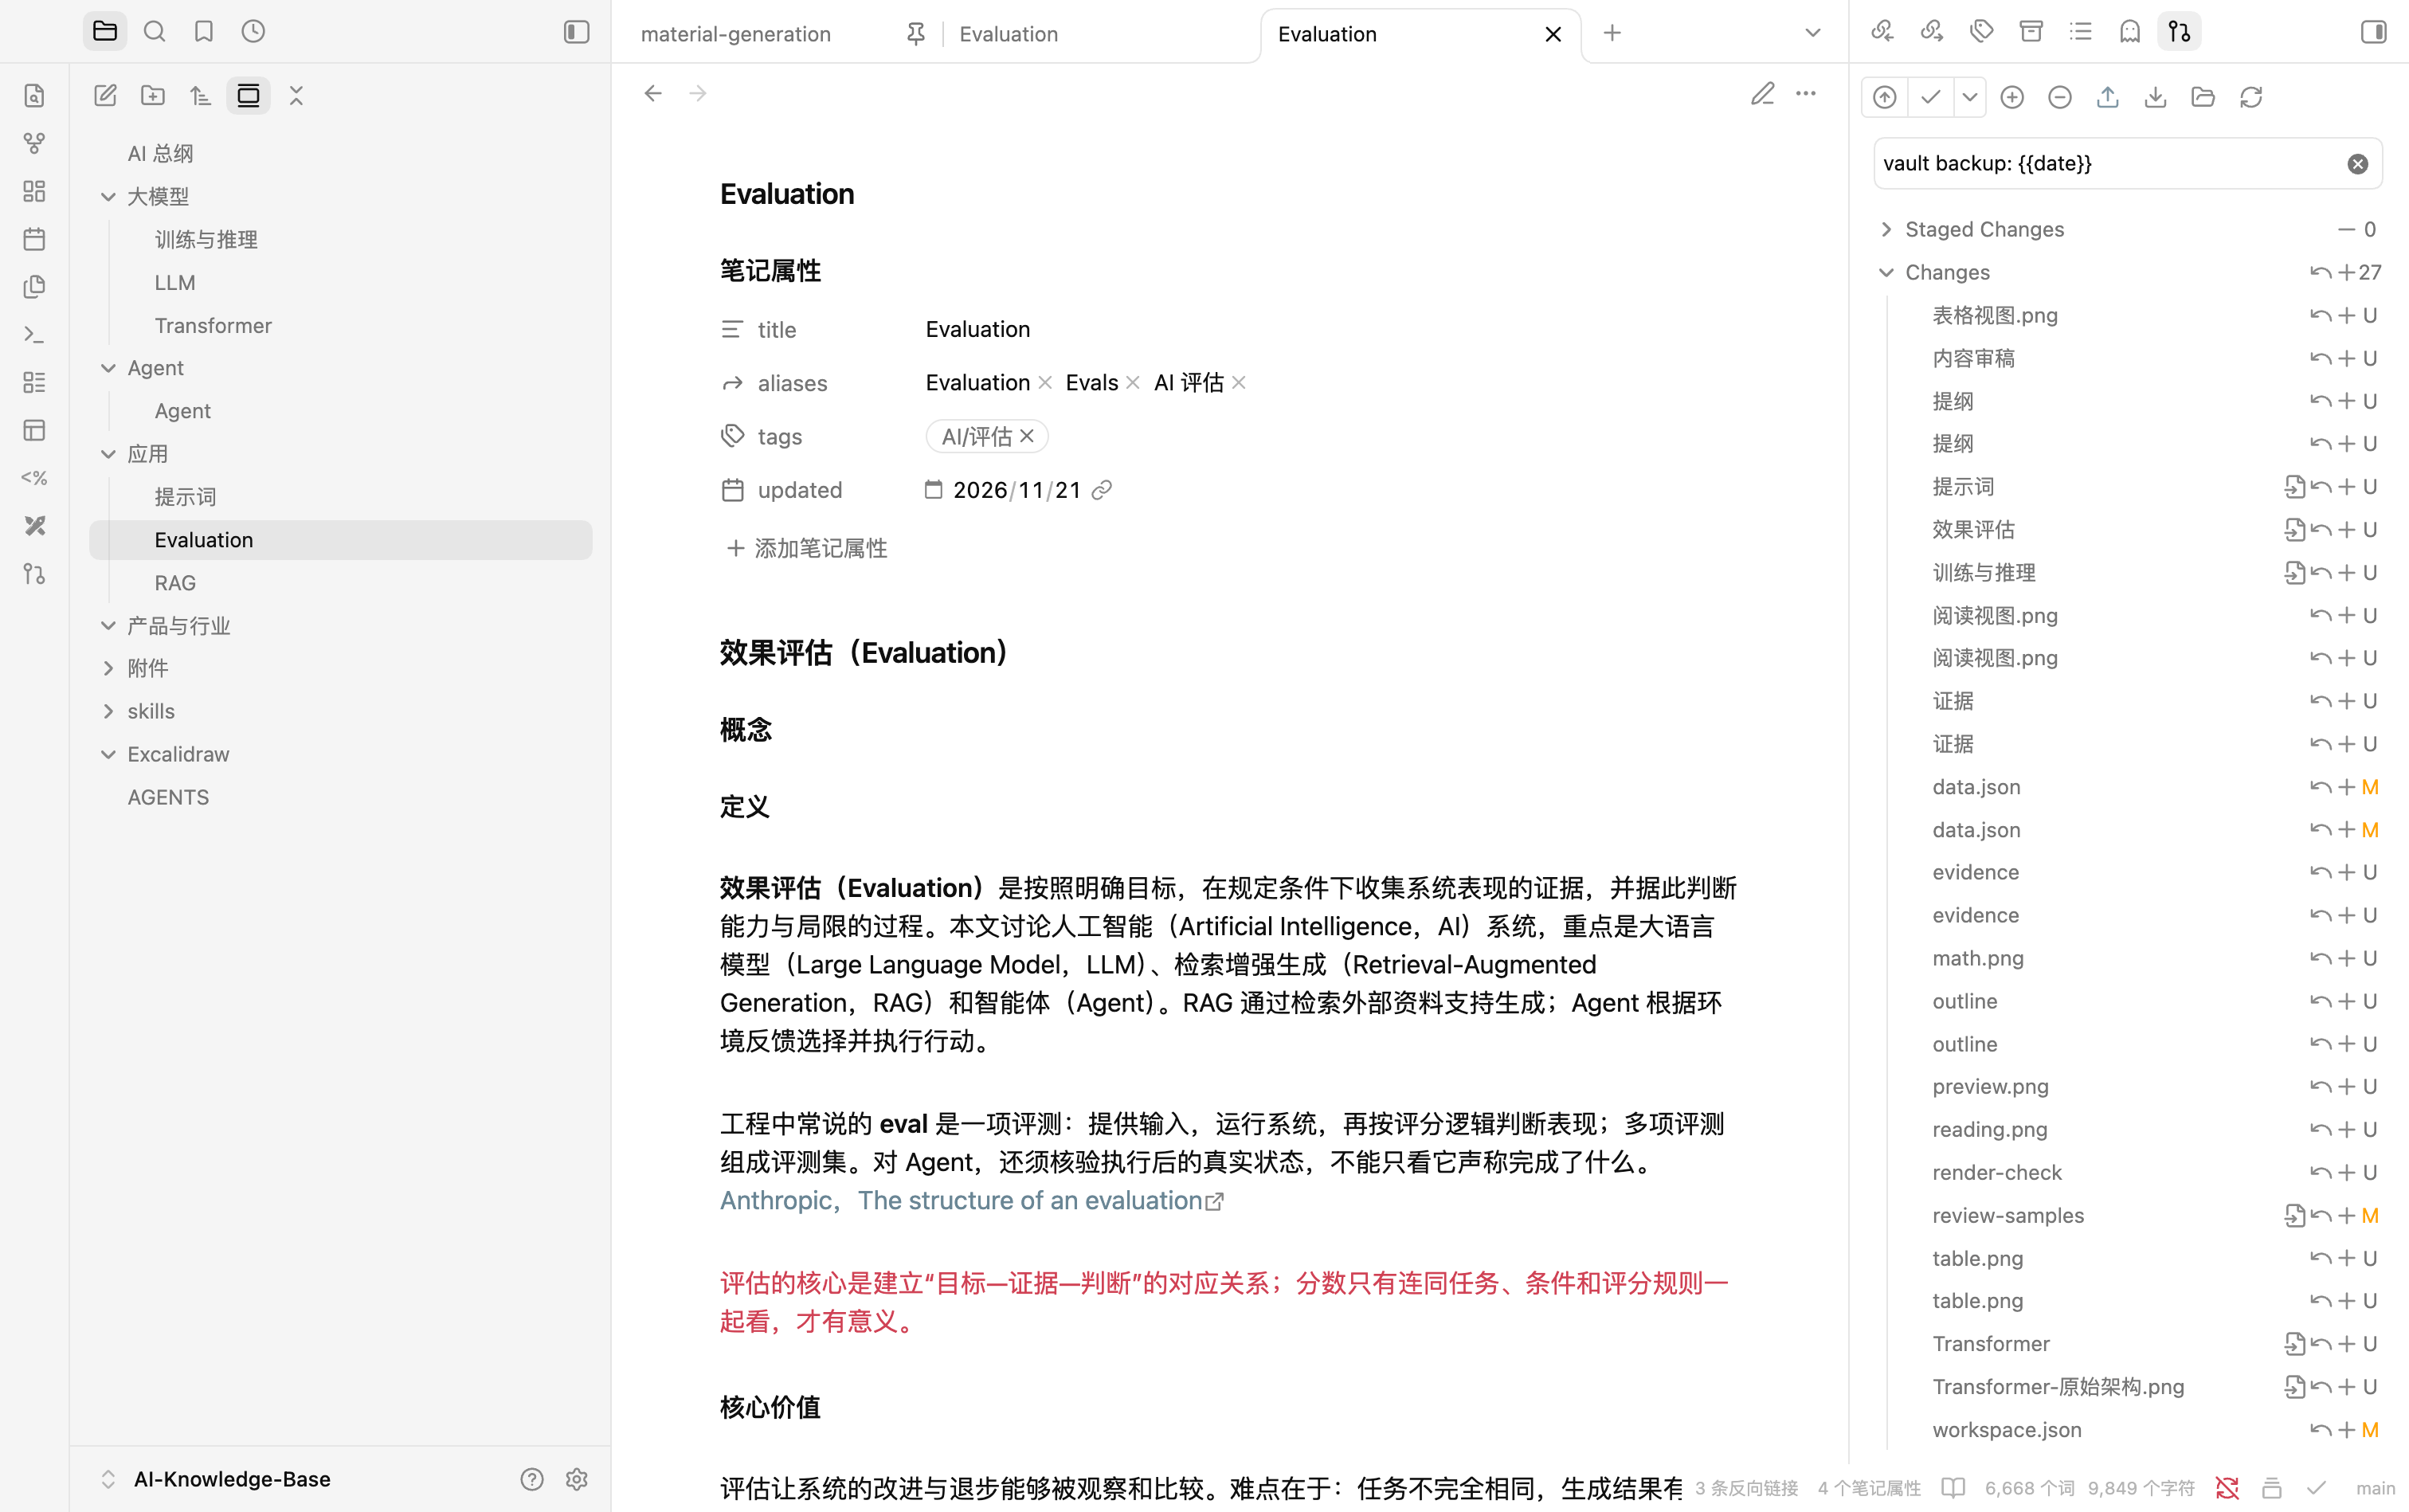 material-generation
Evaluation
Evaluation
AI 总纲
大模型
训练与推理
LLM
Transformer
Agent
Agent
应用
提示词
Evaluation
RAG
产品与行业
附件
skills
Excalidraw
AGENTS
AI-Knowledge-Base
<%
Evaluation
笔记属性
title Evaluation
aliases Evaluation Evals AI 评估
tags AI/评估
updated 2026/11/21
添加笔记属性
效果评估（Evaluation）
概念
定义
效果评估（Evaluation）是按照明确目标，在规定条件下收集系统表现的证据，并据此判断
能力与局限的过程。本文讨论人工智能（Artificial Intelligence，AI）系统，重点是大语言
模型（Large Language Model，LLM）、检索增强生成（Retrieval-Augmented
Generation，RAG）和智能体（Agent）。RAG 通过检索外部资料支持生成；Agent 根据环
境反馈选择并执行行动。
工程中常说的 eval 是一项评测：提供输入，运行系统，再按评分逻辑判断表现；多项评测
组成评测集。对 Agent，还须核验执行后的真实状态，不能只看它声称完成了什么。
Anthropic，The structure of an evaluation
评估的核心是建立“目标—证据—判断”的对应关系；分数只有连同任务、条件和评分规则一
起看，才有意义。
核心价值
评估让系统的改进与退步能够被观察和比较。难点在于：任务不完全相同，生成结果有
vault backup: {{date}}
Staged Changes 0
Changes 27
表格视图.png U
内容审稿 U
提纲 U
提纲 U
提示词 U
效果评估 U
训练与推理 U
阅读视图.png U
阅读视图.png U
证据 U
证据 U
data.json M
data.json M
evidence U
evidence U
math.png U
outline U
outline U
preview.png U
reading.png U
render-check U
review-samples M
table.png U
table.png U
Transformer U
Transformer-原始架构.png U
workspace.json M
3 条反向链接 4 个笔记属性 6,668 个词 9,849 个字符 main